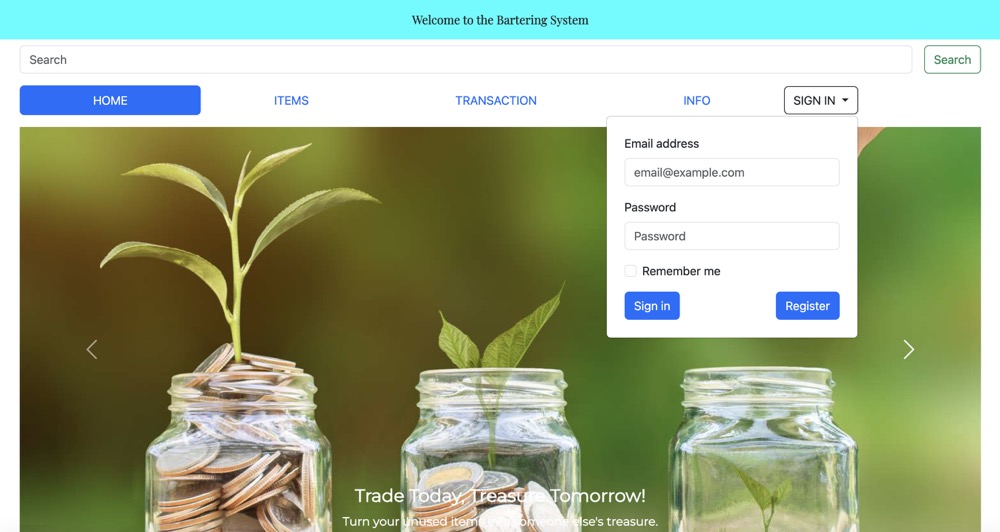 Welcome to the Bartering System
Search
Search
HOME ITEMS TRANSACTION INFO SIGN IN
Email address
email@example.com
Password
Password
Remember me
Sign in Register
Trade Today, Treasure Tomorrow!
Turn your unused items into someone else's treasure.